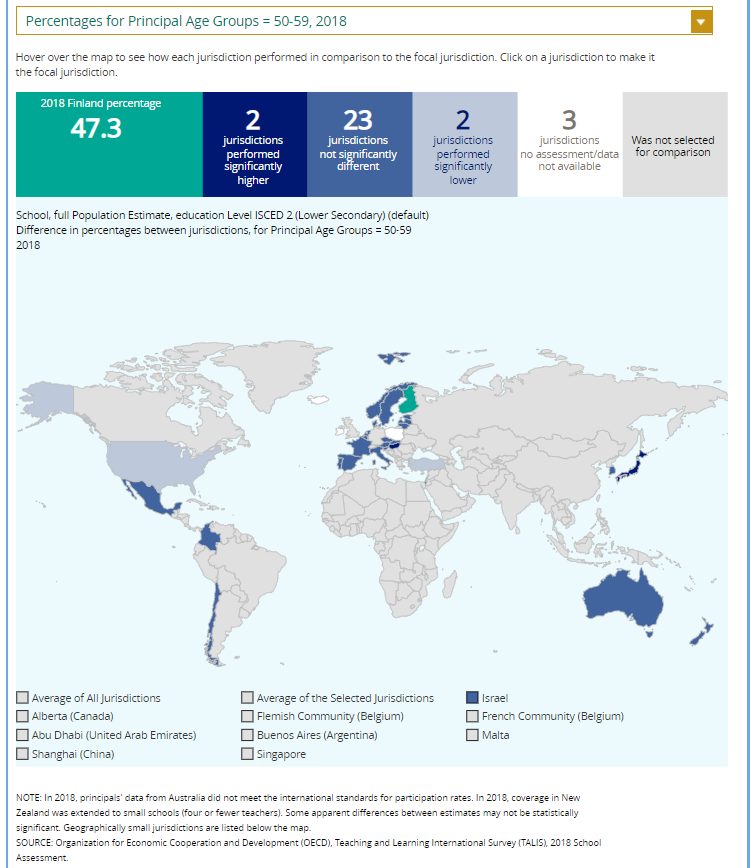 Percentages for Principal Age Groups = 50-59, 2018
Hover over the map to see how each jurisdiction performed in comparison to the focal jurisdiction. Click on a jurisdiction to make it
the focal jurisdiction.
2018 Finland percentage
47.3
2
jurisdictions
performed
significantly
higher
23
jurisdictions
not significantly
different
2
jurisdictions
performed
significantly
lower
3
jurisdictions
no assessment/data
not available
Was not selected
for comparison
School, full Population Estimate, education Level ISCED 2 (Lower Secondary) (default)
Difference in percentages between jurisdictions, for Principal Age Groups = 50-59
2018
Average of All Jurisdictions
Average of the Selected Jurisdictions
Israel
Alberta (Canada)
Flemish Community (Belgium)
French Community (Belgium)
Abu Dhabi (United Arab Emirates)
Buenos Aires (Argentina)
Malta
Shanghai (China)
Singapore
NOTE: In 2018, principals' data from Australia did not meet the international standards for participation rates. In 2018, coverage in New
Zealand was extended to small schools (four or fewer teachers). Some apparent differences between estimates may not be statistically
significant. Geographically small jurisdictions are listed below the map.
SOURCE: Organization for Economic Cooperation and Development (OECD), Teaching and Learning International Survey (TALIS), 2018 School
Assessment.